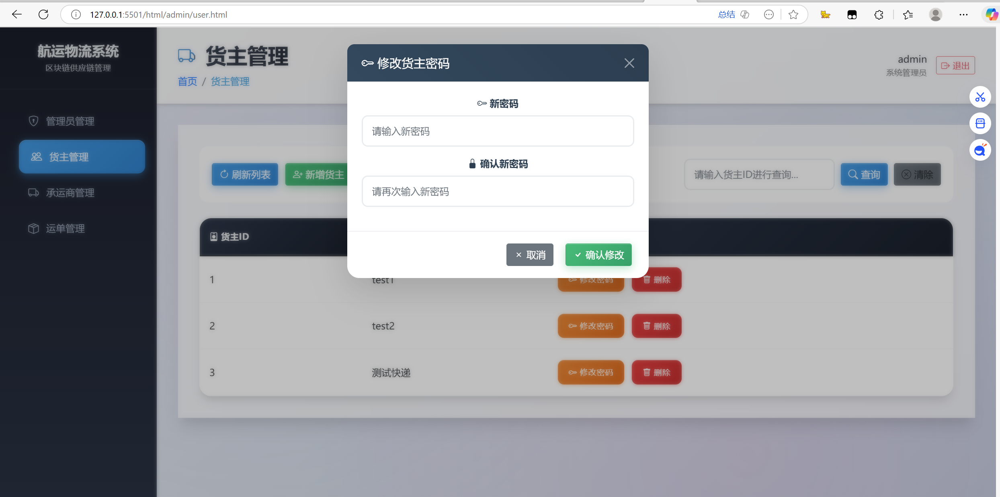 127.0.0.1:5501/html/admin/user.html
总结
航运物流系统
区块链供应链管理
管理员管理
货主管理
承运商管理
运单管理
货主管理
首页 / 货主管理
admin
系统管理员
退出
刷新列表
新增货主
请输入货主ID进行查询...
查询
清除
货主ID
1
test1
修改密码
删除
2
test2
修改密码
删除
3
测试快递
修改密码
删除
修改货主密码
新密码
请输入新密码
确认新密码
请再次输入新密码
取消
确认修改